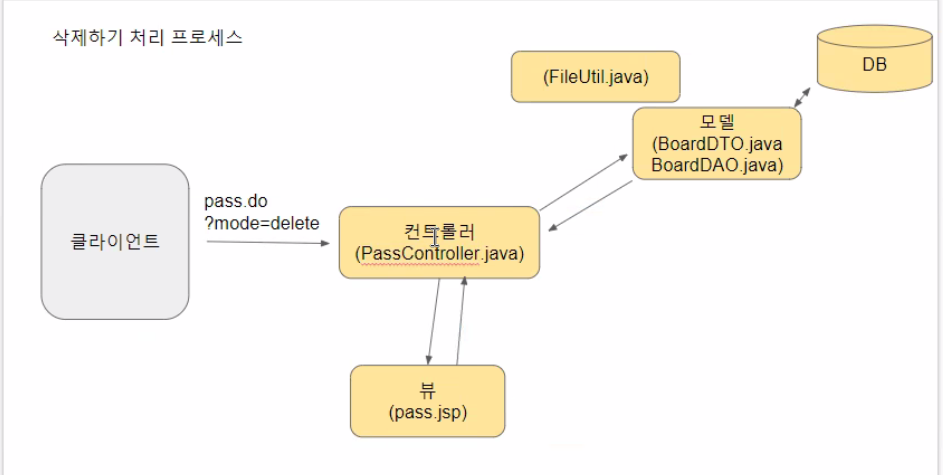 삭제하기 처리 프로세스
(FileUtil.java)
DB
모델
(BoardDTO.java
BoardDAO.java)
pass.do
?mode=delete
클라이언트
컨트롤러
(PassController.java)
뷰
(pass.jsp)